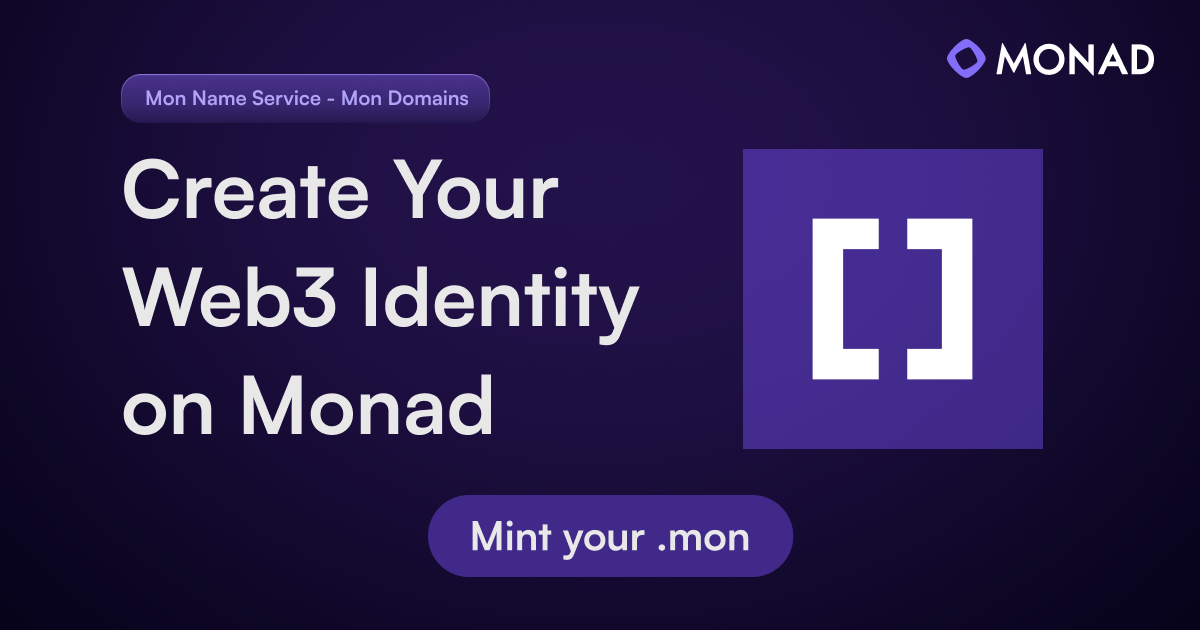 MONAD
Mon Name Service - Mon Domains
Create Your
Web3 Identity
on Monad
Mint your .mon